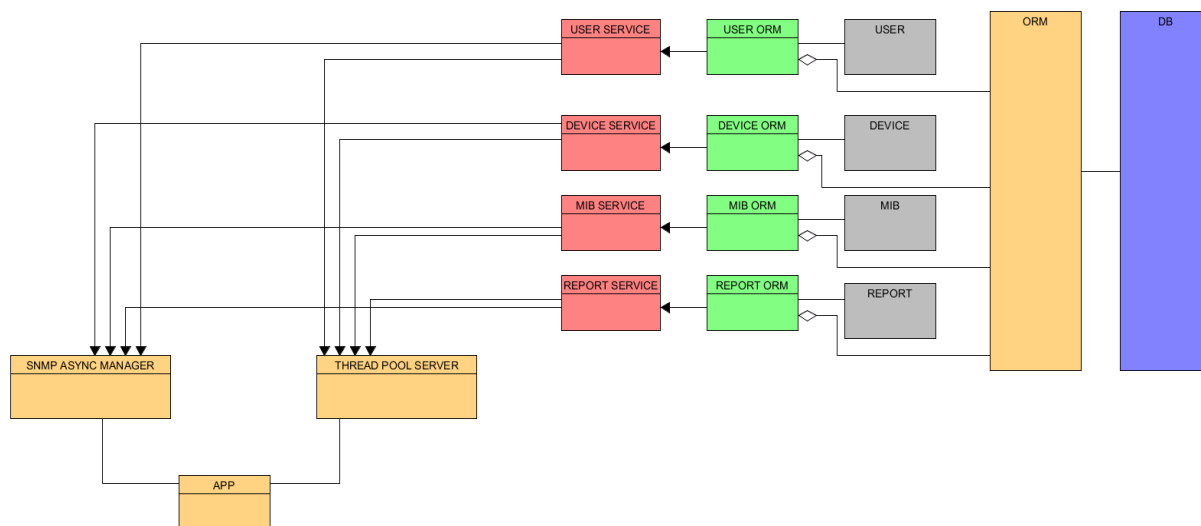 USER SERVICE
USER ORM
USER
ORM
DB
DEVICE SERVICE
DEVICE ORM
DEVICE
MIB SERVICE
MIB ORM
MIB
REPORT SERVICE
REPORT ORM
REPORT
SNMP ASYNC MANAGER
THREAD POOL SERVER
APP